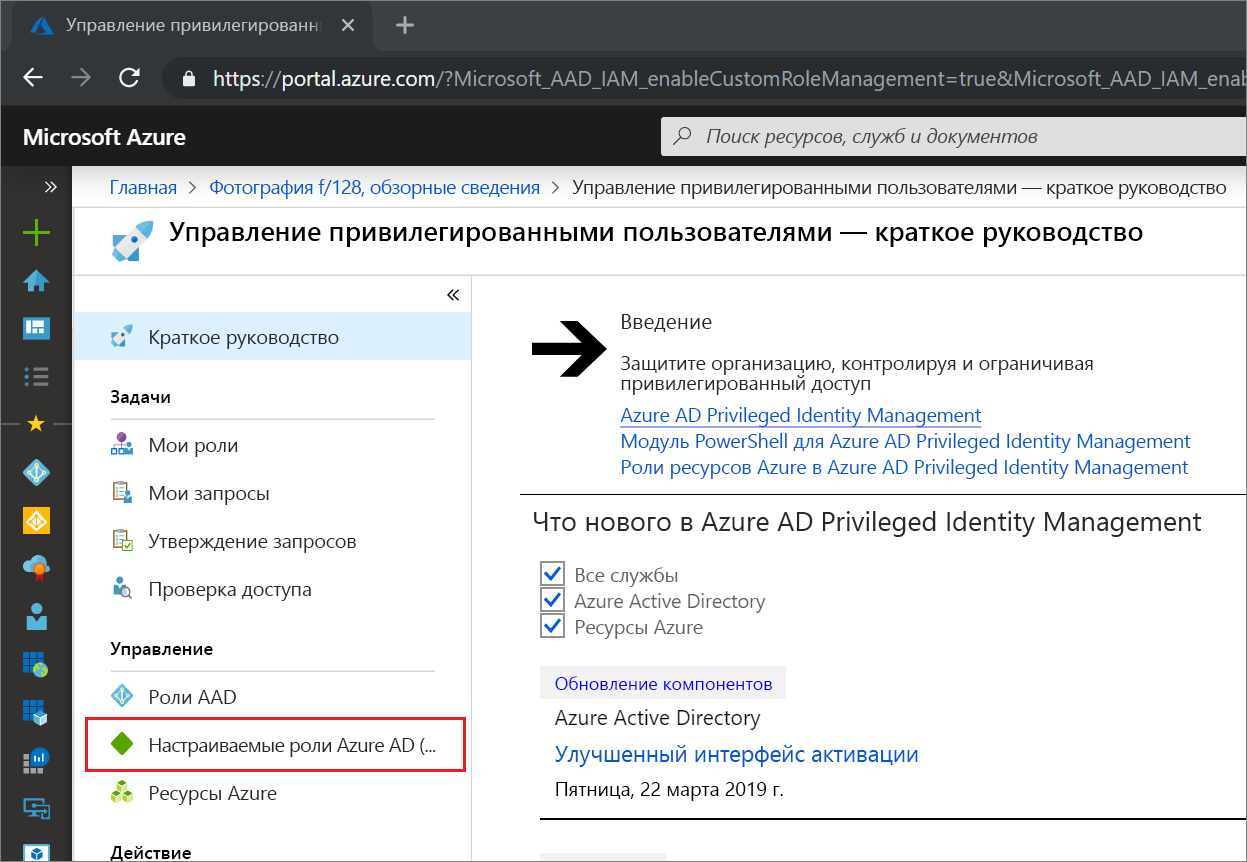 Управление привилегированн
https://portal.azure.com/?Microsoft_AAD_IAM_enableCustomRoleManagement=true&Microsoft_AAD_IAM_enab
Microsoft Azure
Поиск ресурсов, служб и документов
Главная > Фотография f/128, обзорные сведения > Управление привилегированными пользователями — краткое руководство
Управление привилегированными пользователями — краткое руководство
Краткое руководство
Задачи
Мои роли
Мои запросы
Утверждение запросов
Проверка доступа
Управление
Роли AAD
Настраиваемые роли Azure AD (...
Ресурсы Azure
Действие
Введение
Защитите организацию, контролируя и ограничивая
привилегированный доступ
Azure AD Privileged Identity Management
Модуль PowerShell для Azure AD Privileged Identity Management
Роли ресурсов Azure в Azure AD Privileged Identity Management
Что нового в Azure AD Privileged Identity Management
Все службы
Azure Active Directory
Ресурсы Azure
Обновление компонентов
Azure Active Directory
Улучшенный интерфейс активации
Пятница, 22 марта 2019 г.